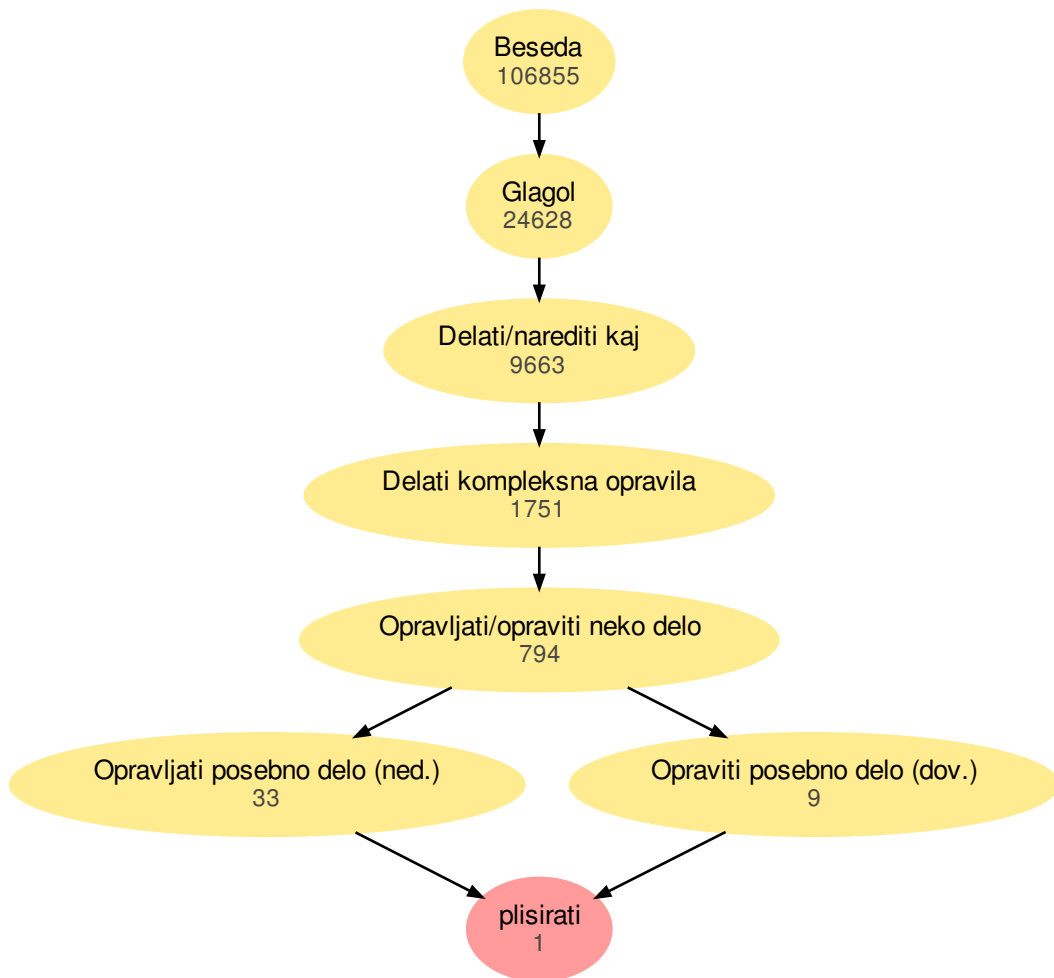 Beseda
106855
Glagol
24628
Delati/narediti kaj
9663
Delati kompleksna opravila
1751
Opravljati/opraviti neko delo
794
Opravljati posebno delo (ned.)
33
Opraviti posebno delo (dov.)
9
plisirati
1